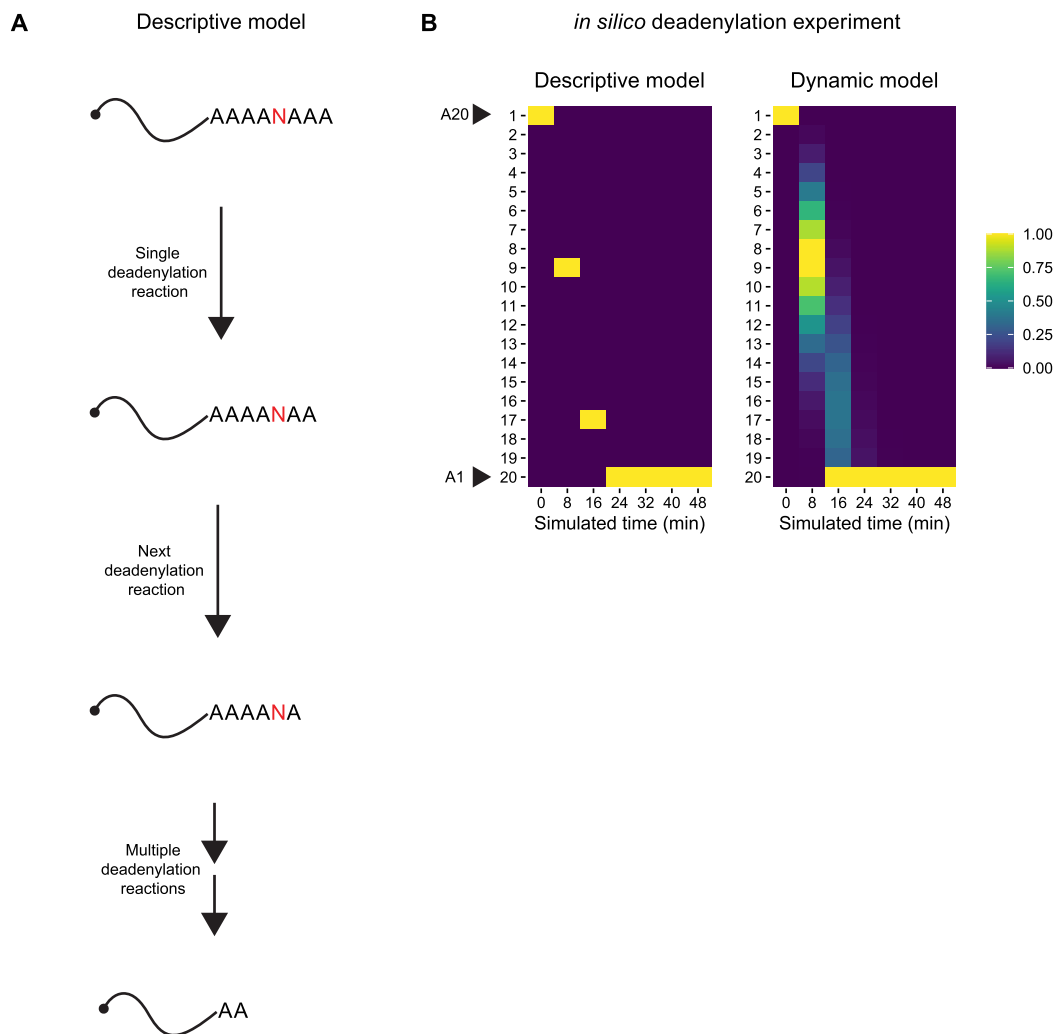 A
Descriptive model
AAAANAAA
Single
deadenylation
reaction
AAAANAA
Next
deadenylation
reaction
AAAANA
Multiple
deadenylation
reactions
AA
B
in silico deadenylation experiment
Descriptive model
A20
1
2
3
4
5
6
7
8
9
10
11
12
13
14
15
16
17
18
19
A1
20
0 8 16 24 32 40 48
Simulated time (min)
Dynamic model
1
2
3
4
5
6
7
8
9
10
11
12
13
14
15
16
17
18
19
20
0 8 16 24 32 40 48
Simulated time (min)
1.00
0.75
0.50
0.25
0.00